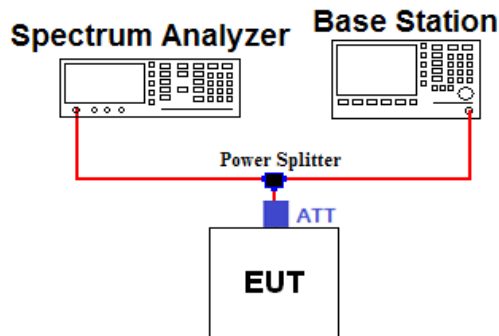 Spectrum Analyzer
Base Station
Power Splitter
ATT
EUT